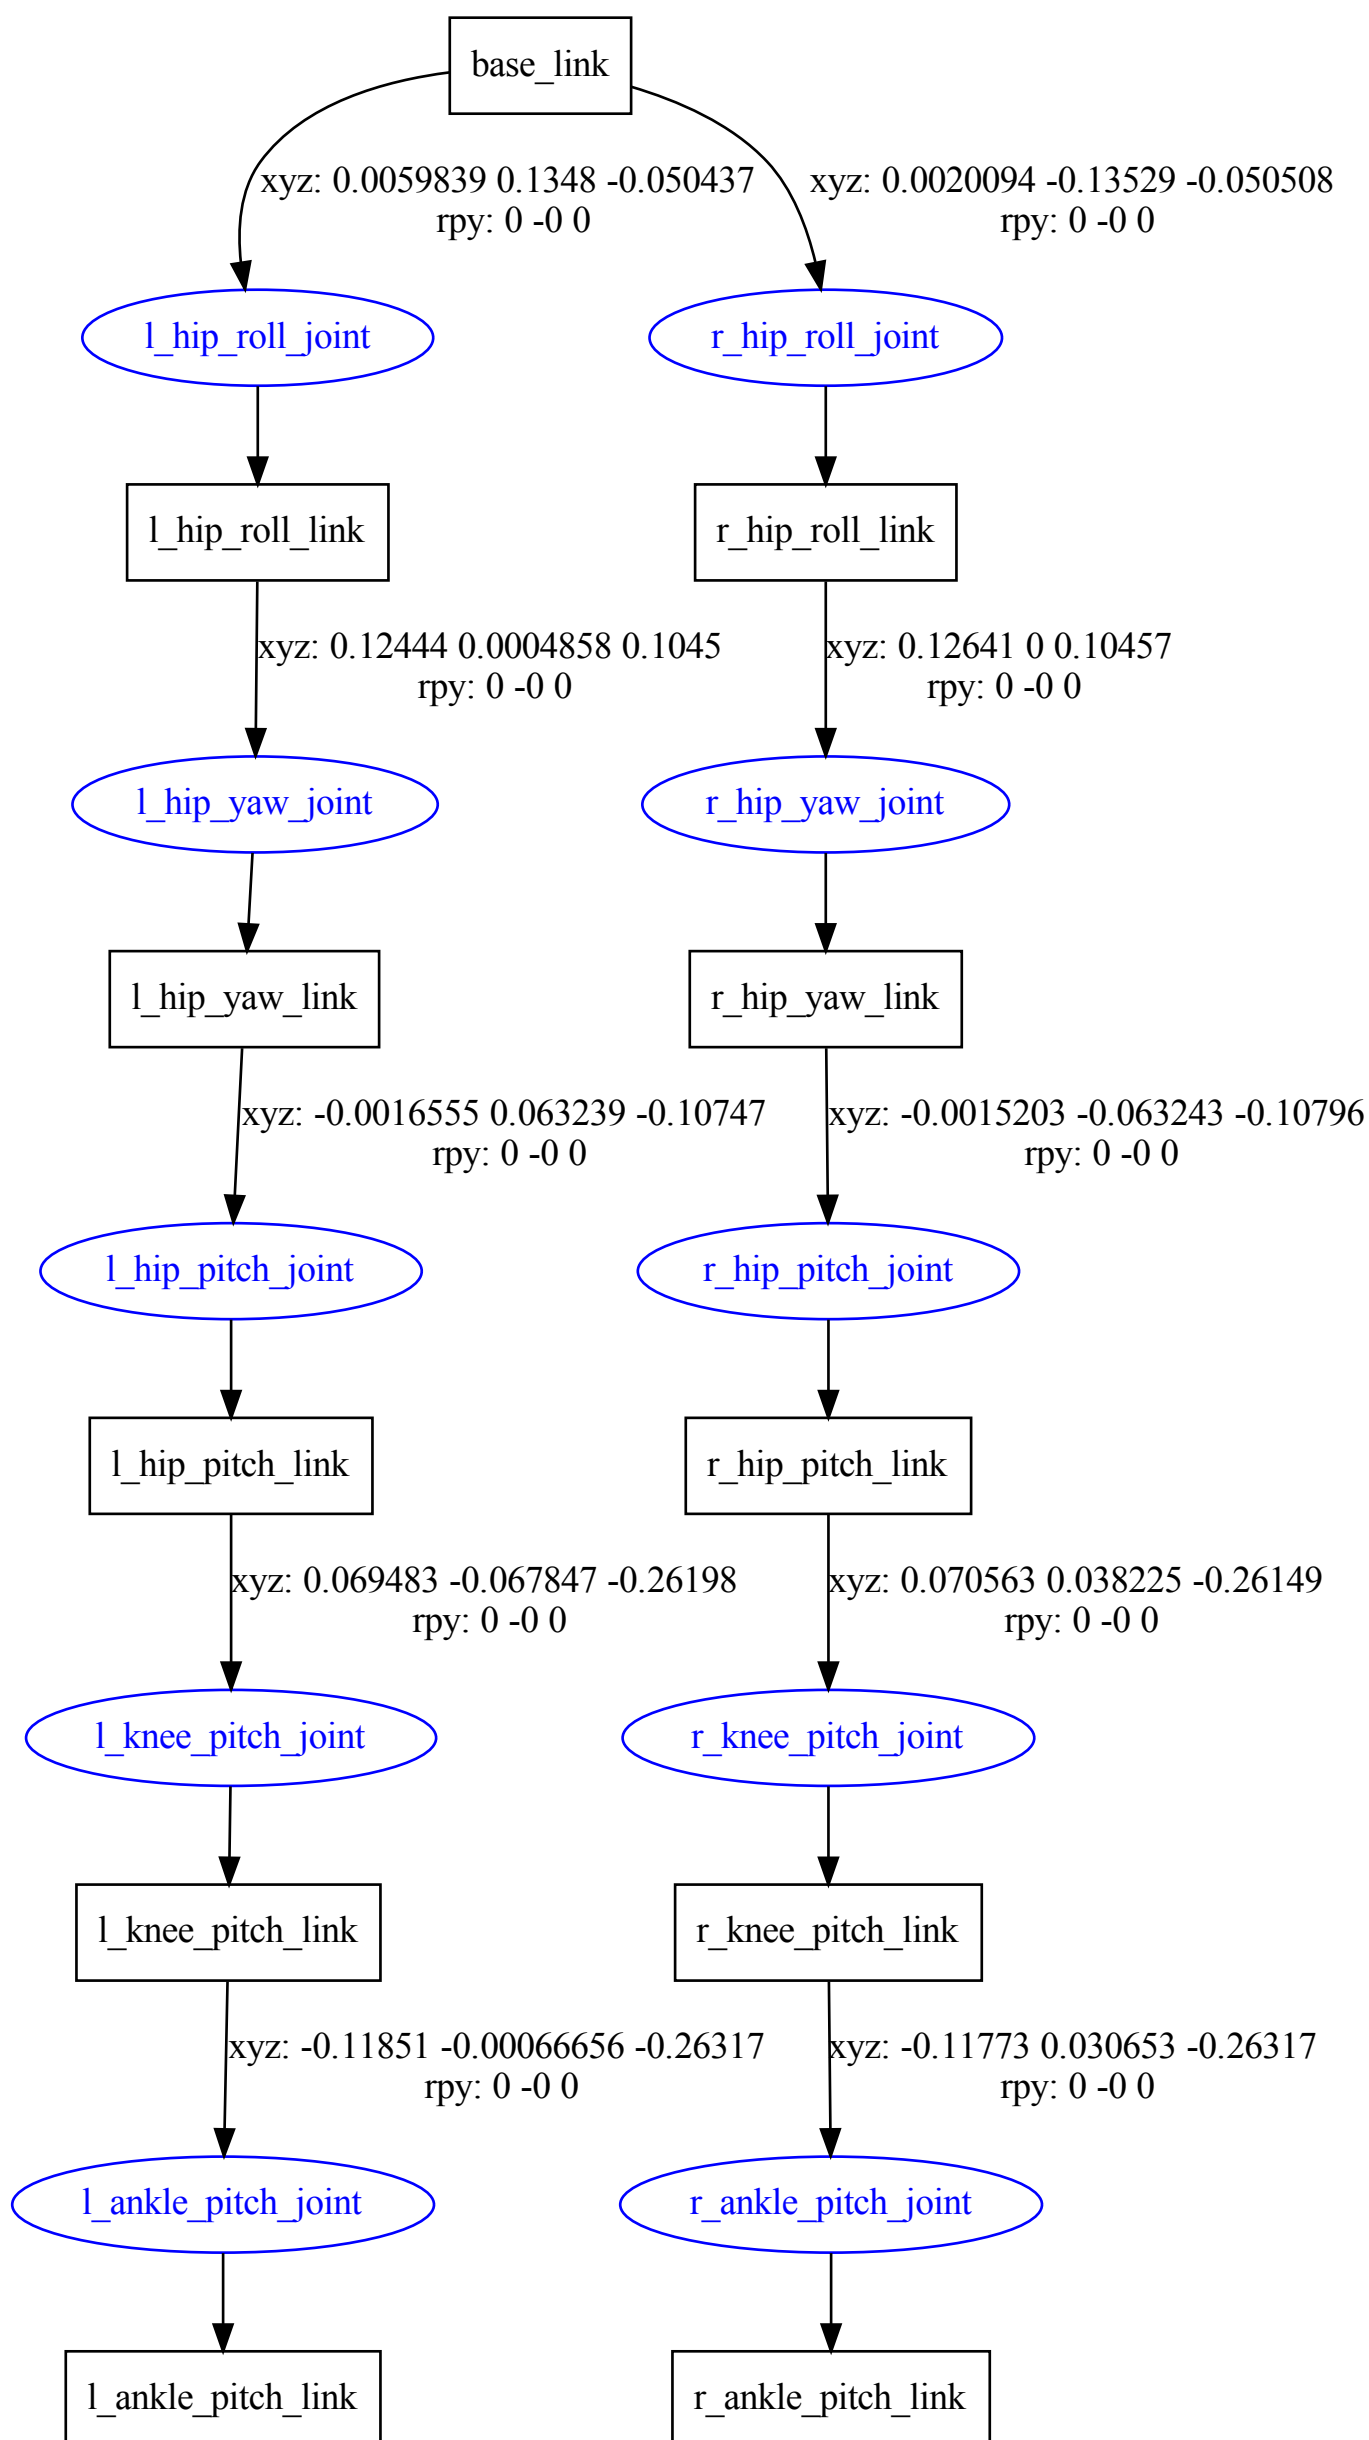 base_link
xyz: 0.0059839 0.1348 -0.050437
rpy: 0 -0 0
xyz: 0.0020094 -0.13529 -0.050508
rpy: 0 -0 0
l_hip_roll_joint
r_hip_roll_joint
l_hip_roll_link
r_hip_roll_link
xyz: 0.12444 0.0004858 0.1045
rpy: 0 -0 0
xyz: 0.12641 0 0.10457
rpy: 0 -0 0
l_hip_yaw_joint
r_hip_yaw_joint
l_hip_yaw_link
r_hip_yaw_link
xyz: -0.0016555 0.063239 -0.10747
rpy: 0 -0 0
xyz: -0.0015203 -0.063243 -0.10796
rpy: 0 -0 0
l_hip_pitch_joint
r_hip_pitch_joint
l_hip_pitch_link
r_hip_pitch_link
xyz: 0.069483 -0.067847 -0.26198
rpy: 0 -0 0
xyz: 0.070563 0.038225 -0.26149
rpy: 0 -0 0
l_knee_pitch_joint
r_knee_pitch_joint
l_knee_pitch_link
r_knee_pitch_link
xyz: -0.11851 -0.00066656 -0.26317
rpy: 0 -0 0
xyz: -0.11773 0.030653 -0.26317
rpy: 0 -0 0
l_ankle_pitch_joint
r_ankle_pitch_joint
l_ankle_pitch_link
r_ankle_pitch_link